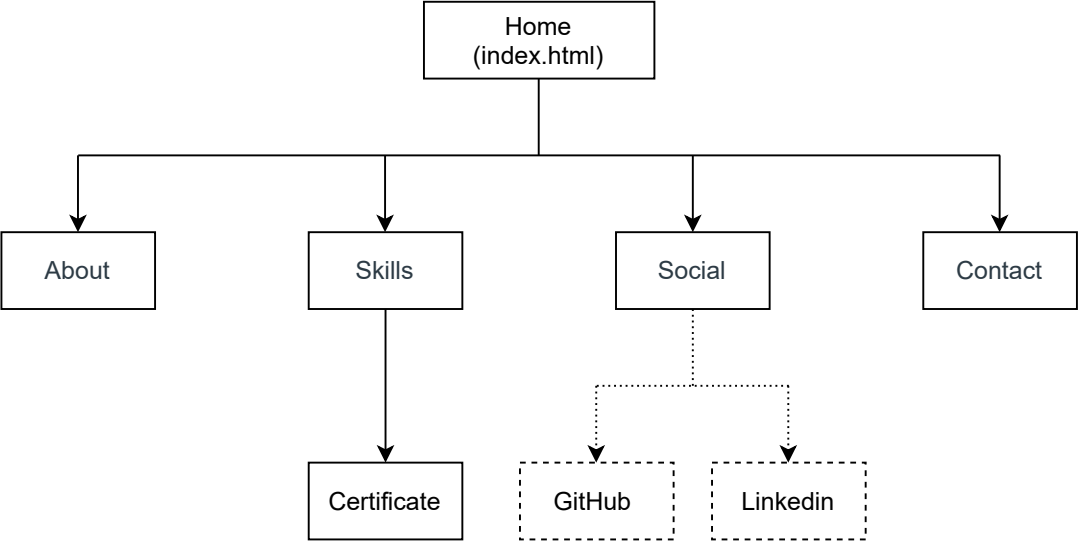 Home
(index.html)
About
Skills
Social
Contact
Certificate
GitHub
Linkedin